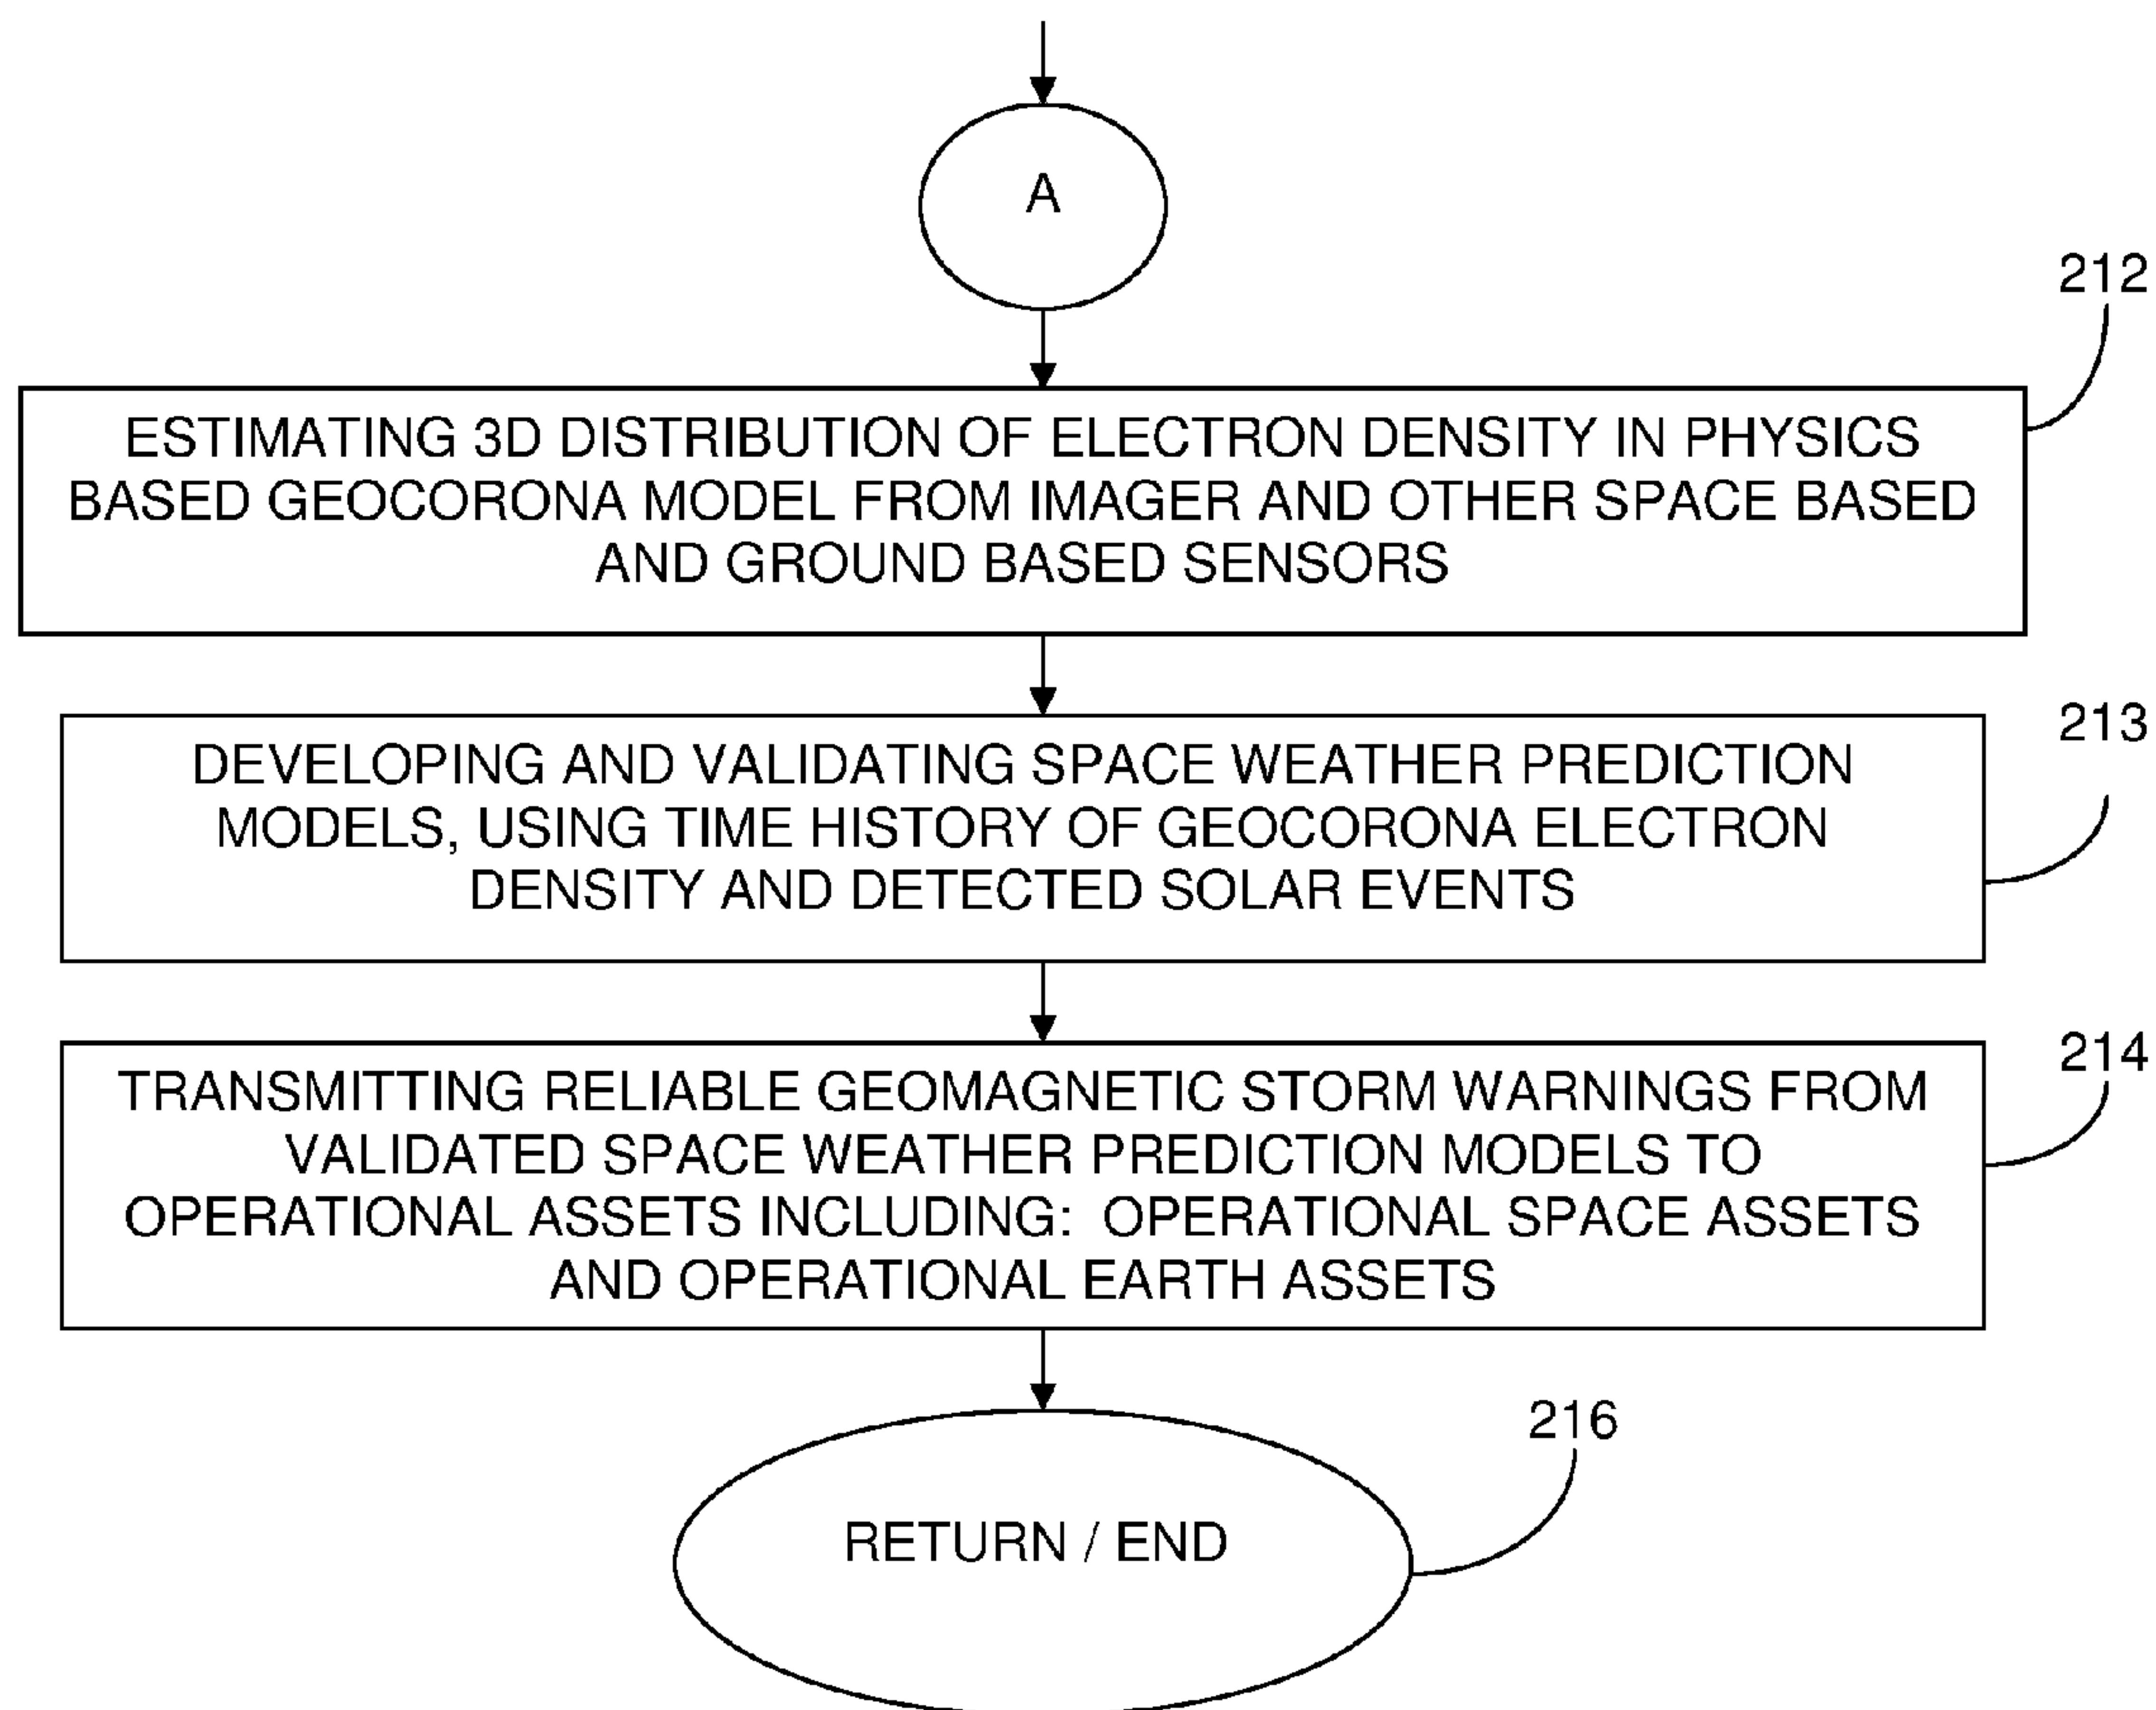 A
212
ESTIMATING 3D DISTRIBUTION OF ELECTRON DENSITY IN PHYSICS
BASED GEOCORONA MODEL FROM IMAGER AND OTHER SPACE BASED
AND GROUND BASED SENSORS
213
DEVELOPING AND VALIDATING SPACE WEATHER PREDICTION
MODELS, USING TIME HISTORY OF GEOCORONA ELECTRON
DENSITY AND DETECTED SOLAR EVENTS
214
TRANSMITTING RELIABLE GEOMAGNETIC STORM WARNINGS FROM
VALIDATED SPACE WEATHER PREDICTION MODELS TO
OPERATIONAL ASSETS INCLUDING: OPERATIONAL SPACE ASSETS
AND OPERATIONAL EARTH ASSETS
216
RETURN / END